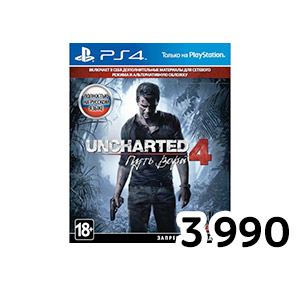 PS4
Только на PlayStation.
ВКЛЮЧАЕТ В СЕБЯ ДОПОЛНИТЕЛЬНЫЕ МАТЕРИАЛЫ ДЛЯ СЕТЕВОГО
РЕЖИМА И АЛЬТЕРНАТИВНУЮ ОБЛОЖКУ
ПОЛНОСТЬЮ
НА РУССКОМ
ЯЗЫКЕ
UNCHARTED 4
Путь вора
18+
3.990